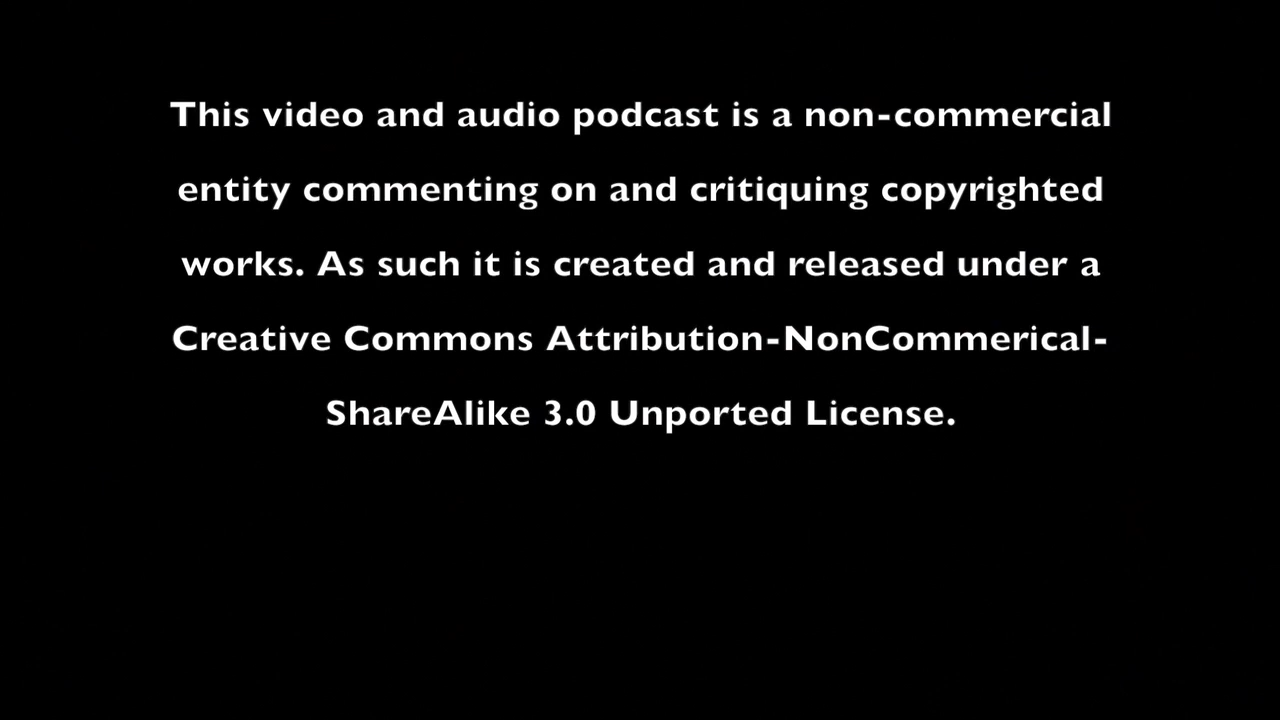 This video and audio podcast is a non-commercial
entity commenting on and critiquing copyrighted
works. As such it is created and released under a
Creative Commons Attribution-NonCommerical-
ShareAlike 3.0 Unported License.